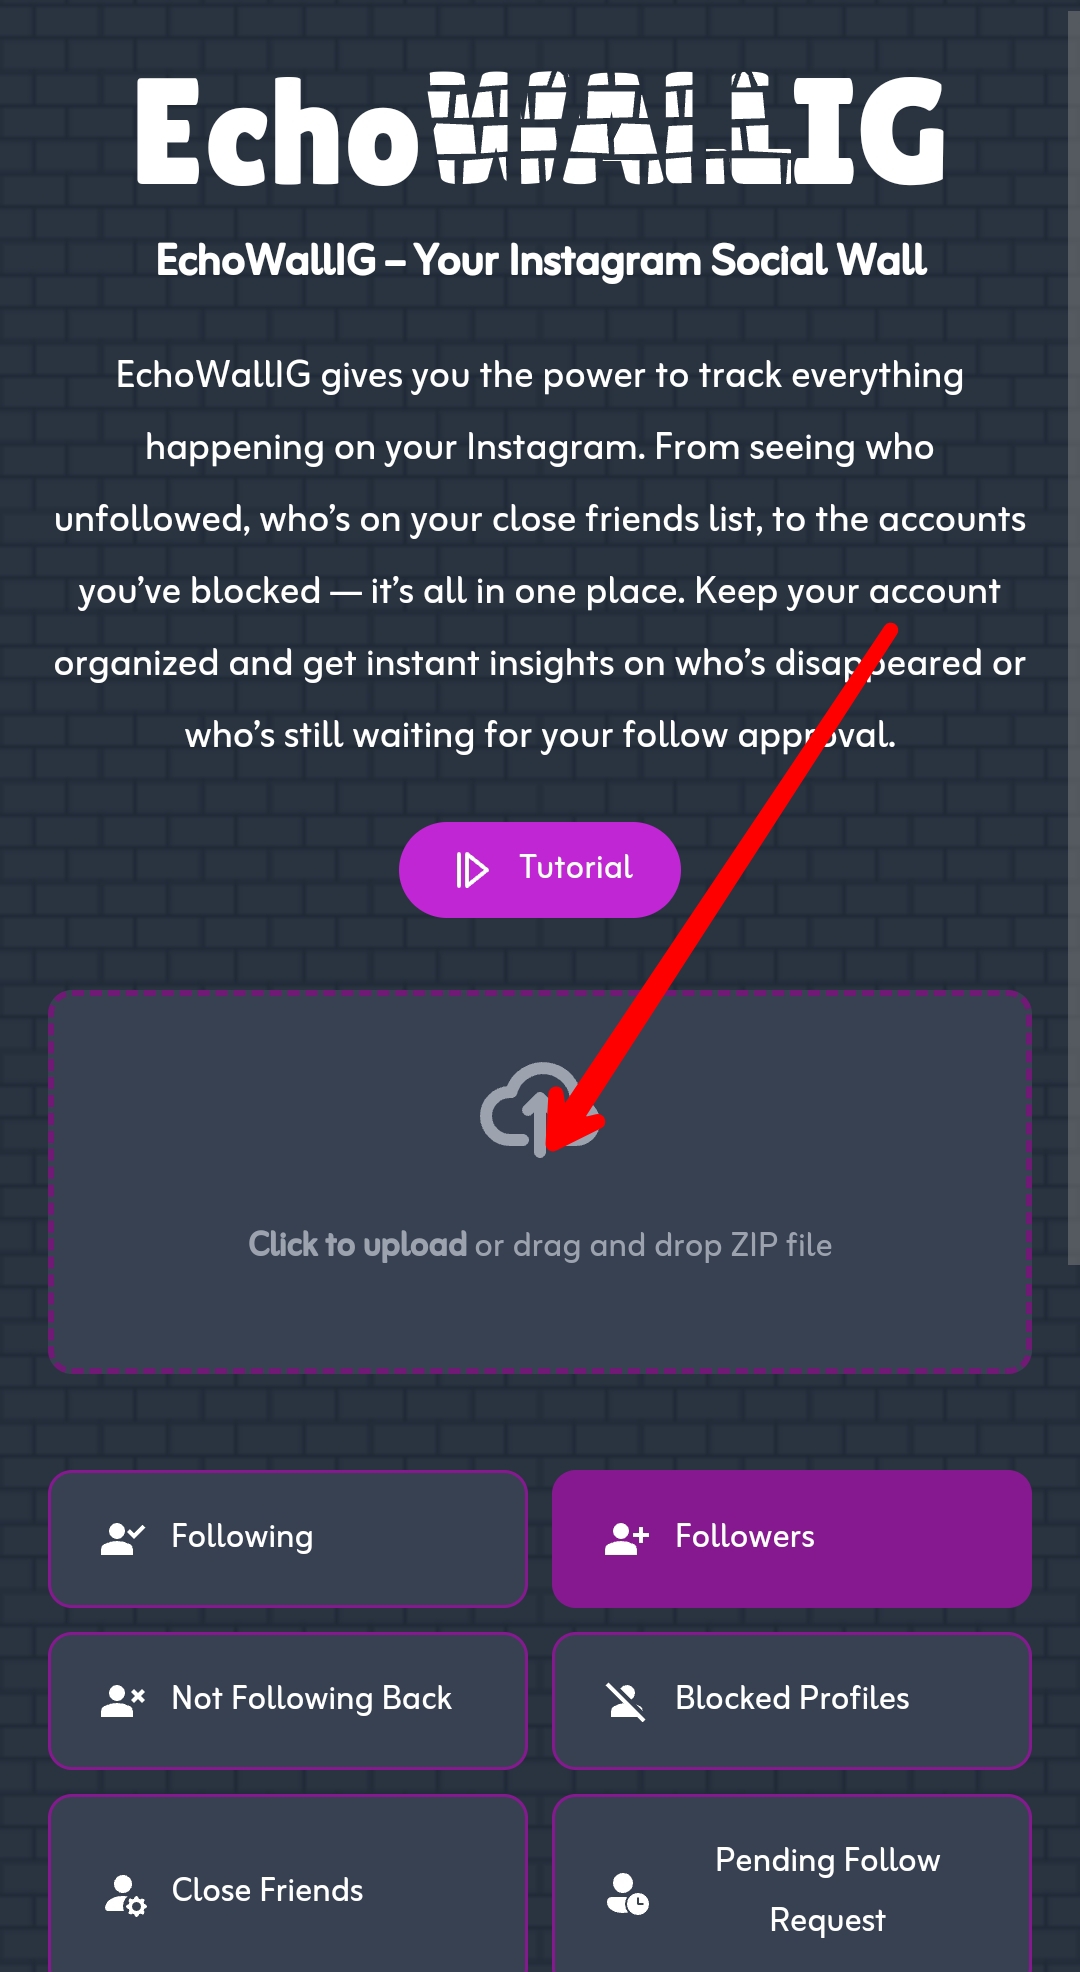 EchoWALLIG
EchoWallIG – Your Instagram Social Wall
EchoWallIG gives you the power to track everything
happening on your Instagram. From seeing who
unfollowed, who’s on your close friends list, to the accounts
you’ve blocked — it’s all in one place. Keep your account
organized and get instant insights on who’s disappeared or
who’s still waiting for your follow approval.
Tutorial
Click to upload or drag and drop ZIP file
Following
Followers
Not Following Back
Blocked Profiles
Close Friends
Pending Follow
Request